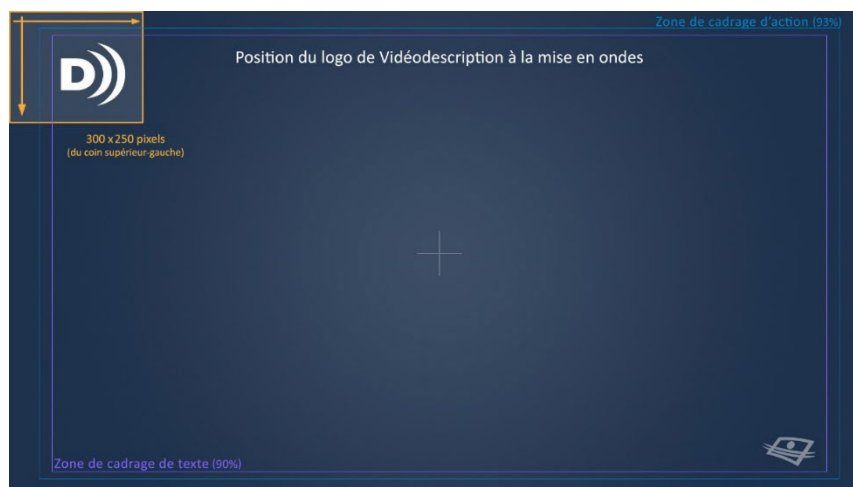 Zone de cadrage d'action (93%)
Position du logo de Vidéodescription à la mise en ondes
D
300 x 250 pixels
(du coin supérieur-gauche)
Zone de cadrage de texte (90%)